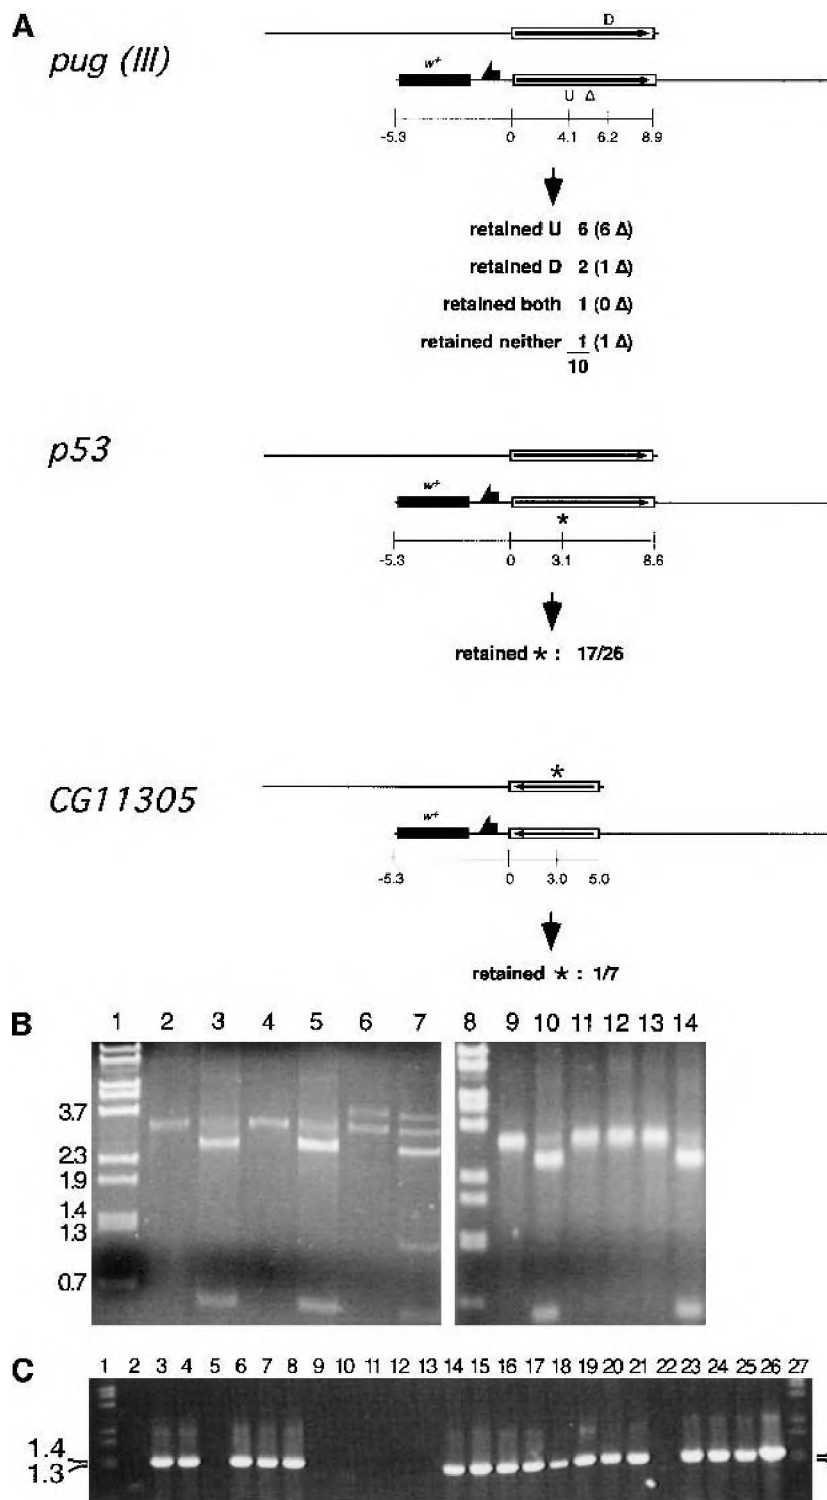 A
D
pug (III)
w+
U Δ
-5.3 0 4.1 6.2 8.9
retained U 6 (6 Δ)
retained D 2 (1 Δ)
retained both 1 (0 Δ)
retained neither 1 (1 Δ)
10
p53
w+
*
-5.3 0 3.1 8.6
retained * : 17/26
*
CG11305
w+
-5.3 0 3.0 5.0
retained * : 1/7
B
1 2 3 4 5 6 7 8 9 10 11 12 13 14
3.7
2.3
1.9
1.4
1.3
0.7
C
1 2 3 4 5 6 7 8 9 10 11 12 13 14 15 16 17 18 19 20 21 22 23 24 25 26 27
1.4
1.3